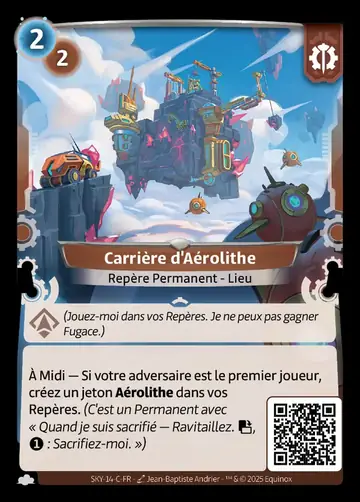 2
2
Carrière d'Aérolithe
Repère Permanent - Lieu
(Jouez-moi dans vos Repères. Je ne peux pas gagner
Fugace.)
À Midi — Si votre adversaire est le premier joueur,
créez un jeton Aérolithe dans vos
Repères. (C'est un Permanent avec
« Quand je suis sacrifié — Ravitaillez. ,
1 : Sacrifiez-moi. »)
SKY-14-C-FR - Jean-Baptiste Andrier - ™ & © 2025 Equinox